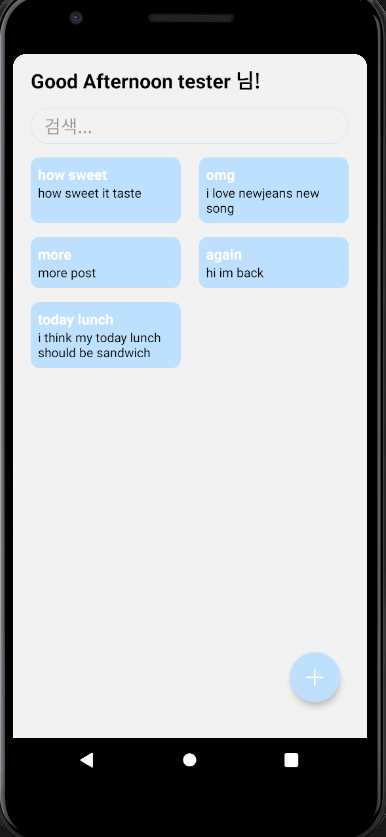 Good Afternoon tester 님!
검색...
how sweet
how sweet it taste
omg
i love newjeans new
song
more
more post
again
hi im back
today lunch
i think my today lunch
should be sandwich